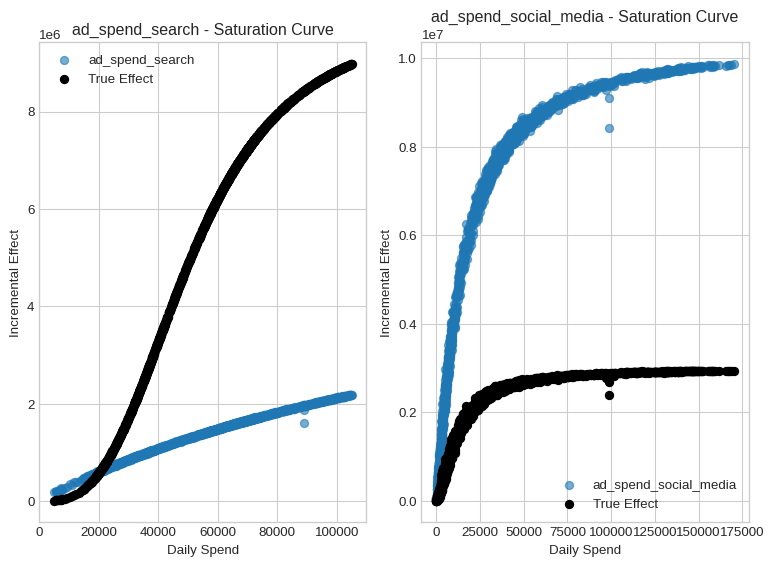 ad_spend_search - Saturation Curve
1e6
ad_spend_search
True Effect
8
6
4
2
0
Incremental Effect
0 20000 40000 60000 80000 100000
Daily Spend
ad_spend_social_media - Saturation Curve
1e7
1.0
0.8
0.6
0.4
0.2
0.0
Incremental Effect
ad_spend_social_media
True Effect
0 25000 50000 75000 100000 125000 150000 175000
Daily Spend